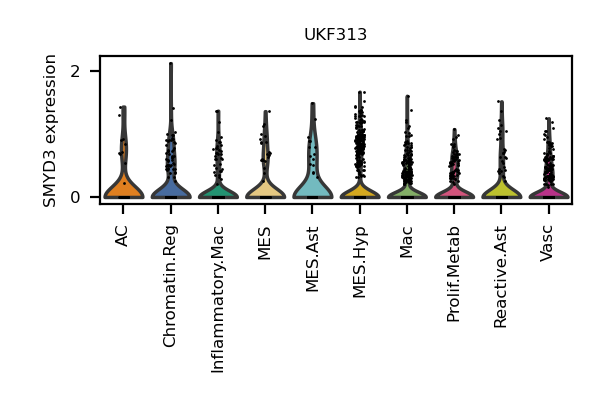 UKF313
SMYD3 expression
2
0
AC
Chromatin.Reg
Inflammatory.Mac
MES
MES.Ast
MES.Hyp
Mac
Prolif.Metab
Reactive.Ast
Vasc